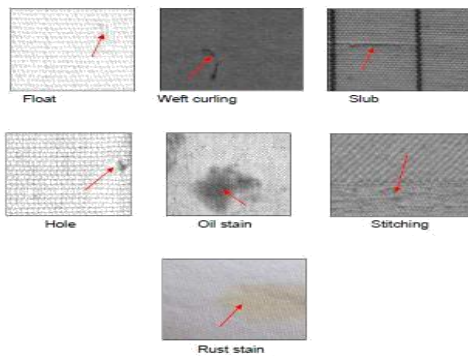 Float
Weft curling
Slub
Hole
Oil stain
Stitching
Rust stain